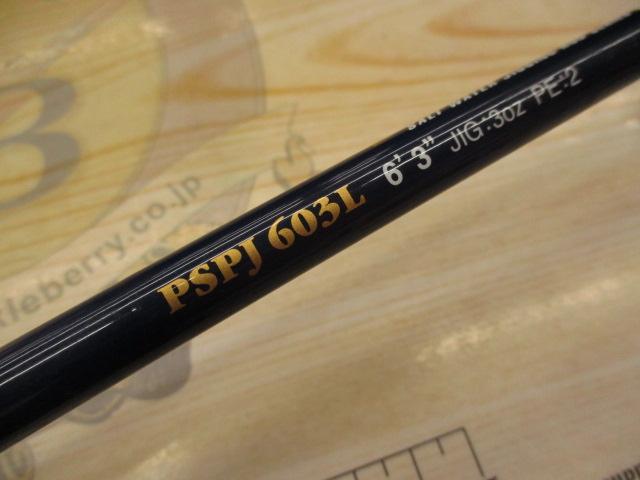 PSPJ 603L 6' 3" JIG:3oz PE:2
SALT WATER
B
kleberry.co.jp